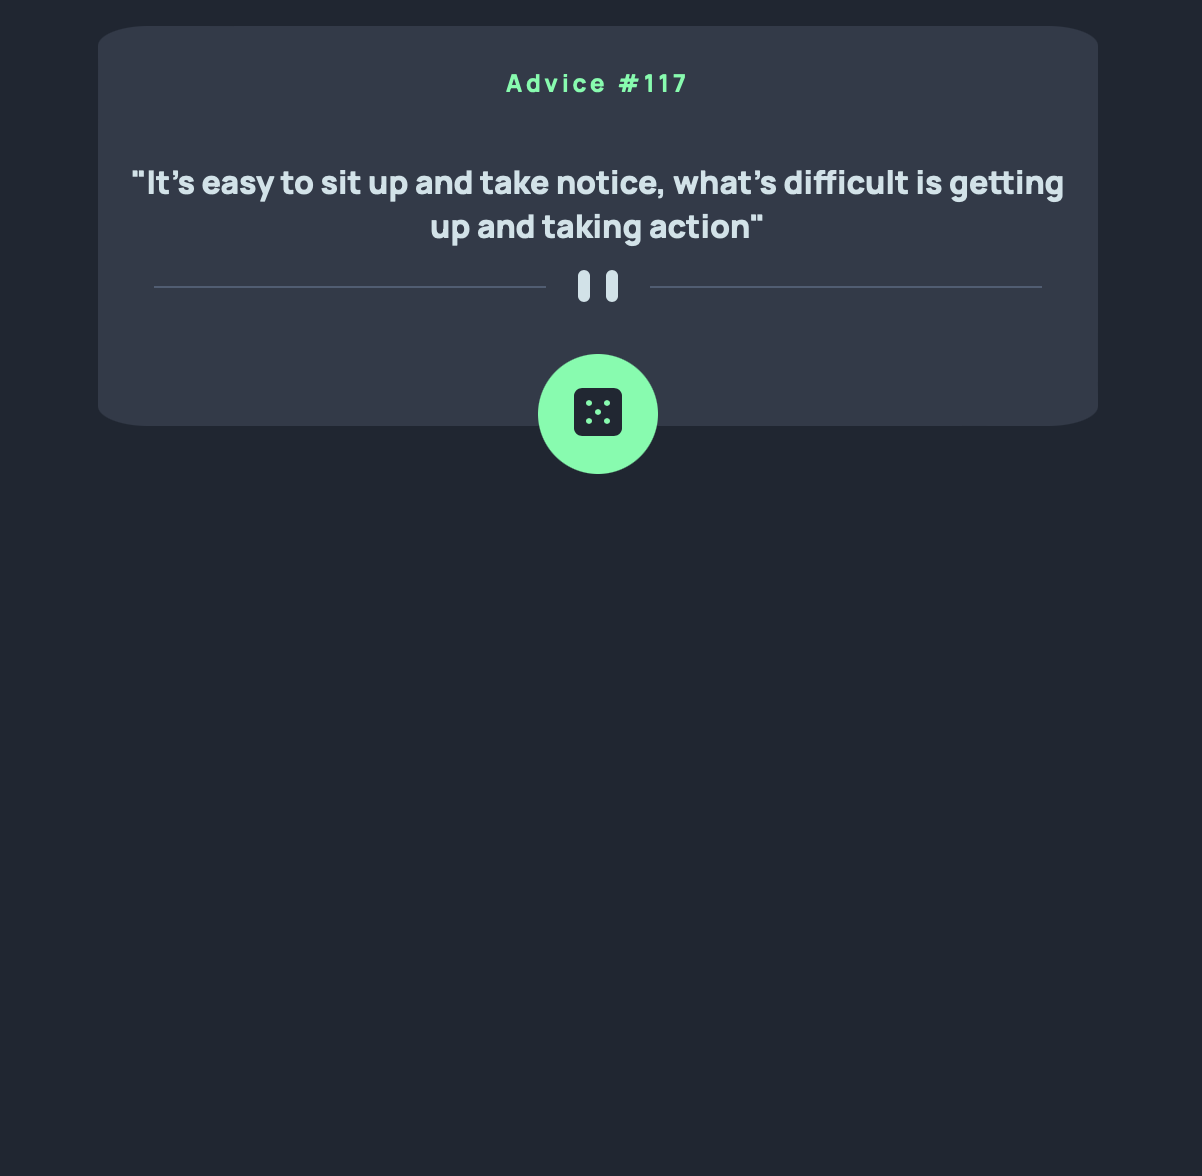 Advice #117
"It's easy to sit up and take notice, what's difficult is getting
up and taking action"